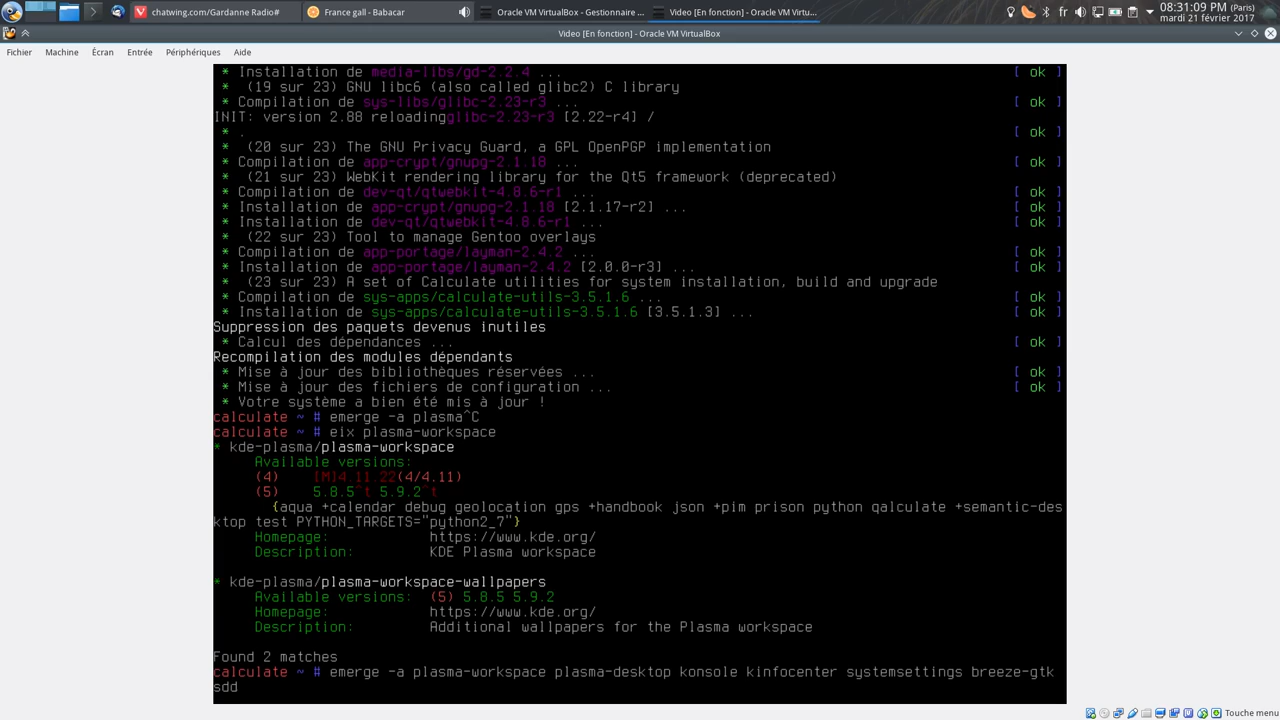 chatwing.com/Gardanne Radio#
France gall - Babacar
Oracle VM VirtualBox - Gestionnaire ...
Video [En fonction] - Oracle VM Virtu...
fr
08:31:09 PM (Paris)
mardi 21 février 2017
Video [En fonction] - Oracle VM VirtualBox
Fichier Machine Écran Entrée Périphériques Aide
* Installation de media-libs/gd-2.2.4 ... [ ok ]
* (19 sur 23) GNU libc6 (also called glibc2) C library
* Compilation de sys-libs/glibc-2.23-r3 ... [ ok ]
INIT: version 2.88 reloadingglibc-2.23-r3 [2.22-r4] /
* . [ ok ]
* (20 sur 23) The GNU Privacy Guard, a GPL OpenPGP implementation
* Compilation de app-crypt/gnupg-2.1.18 ... [ ok ]
* (21 sur 23) WebKit rendering library for the Qt5 framework (deprecated)
* Compilation de dev-qt/qtwebkit-4.8.6-r1 ... [ ok ]
* Installation de app-crypt/gnupg-2.1.18 [2.1.17-r2] ... [ ok ]
* Installation de dev-qt/qtwebkit-4.8.6-r1 ... [ ok ]
* (22 sur 23) Tool to manage Gentoo overlays
* Compilation de app-portage/layman-2.4.2 ... [ ok ]
* Installation de app-portage/layman-2.4.2 [2.0.0-r3] ... [ ok ]
* (23 sur 23) A set of Calculate utilities for system installation, build and upgrade
* Compilation de sys-apps/calculate-utils-3.5.1.6 ... [ ok ]
* Installation de sys-apps/calculate-utils-3.5.1.6 [3.5.1.3] ... [ ok ]
Suppression des paquets devenus inutiles
* Calcul des dépendances ... [ ok ]
Recompilation des modules dépendants
* Mise à jour des bibliothèques réservées ... [ ok ]
* Mise à jour des fichiers de configuration ... [ ok ]
* Votre système a bien été mis à jour !
calculate ~ # emerge -a plasma^C
calculate ~ # eix plasma-workspace
* kde-plasma/plasma-workspace
Available versions:
(4) [M]4.11.22(4/4.11)
(5) 5.8.5^t 5.9.2^t
{aqua +calendar debug geolocation gps +handbook json +pim prison python qalculate +semantic-des
ktop test PYTHON_TARGETS="python2_7"}
Homepage: https://www.kde.org/
Description: KDE Plasma workspace
* kde-plasma/plasma-workspace-wallpapers
Available versions: (5) 5.8.5 5.9.2
Homepage: https://www.kde.org/
Description: Additional wallpapers for the Plasma workspace
Found 2 matches
calculate ~ # emerge -a plasma-workspace plasma-desktop konsole kinfocenter systemsettings breeze-gtk
sdd
Touche menu